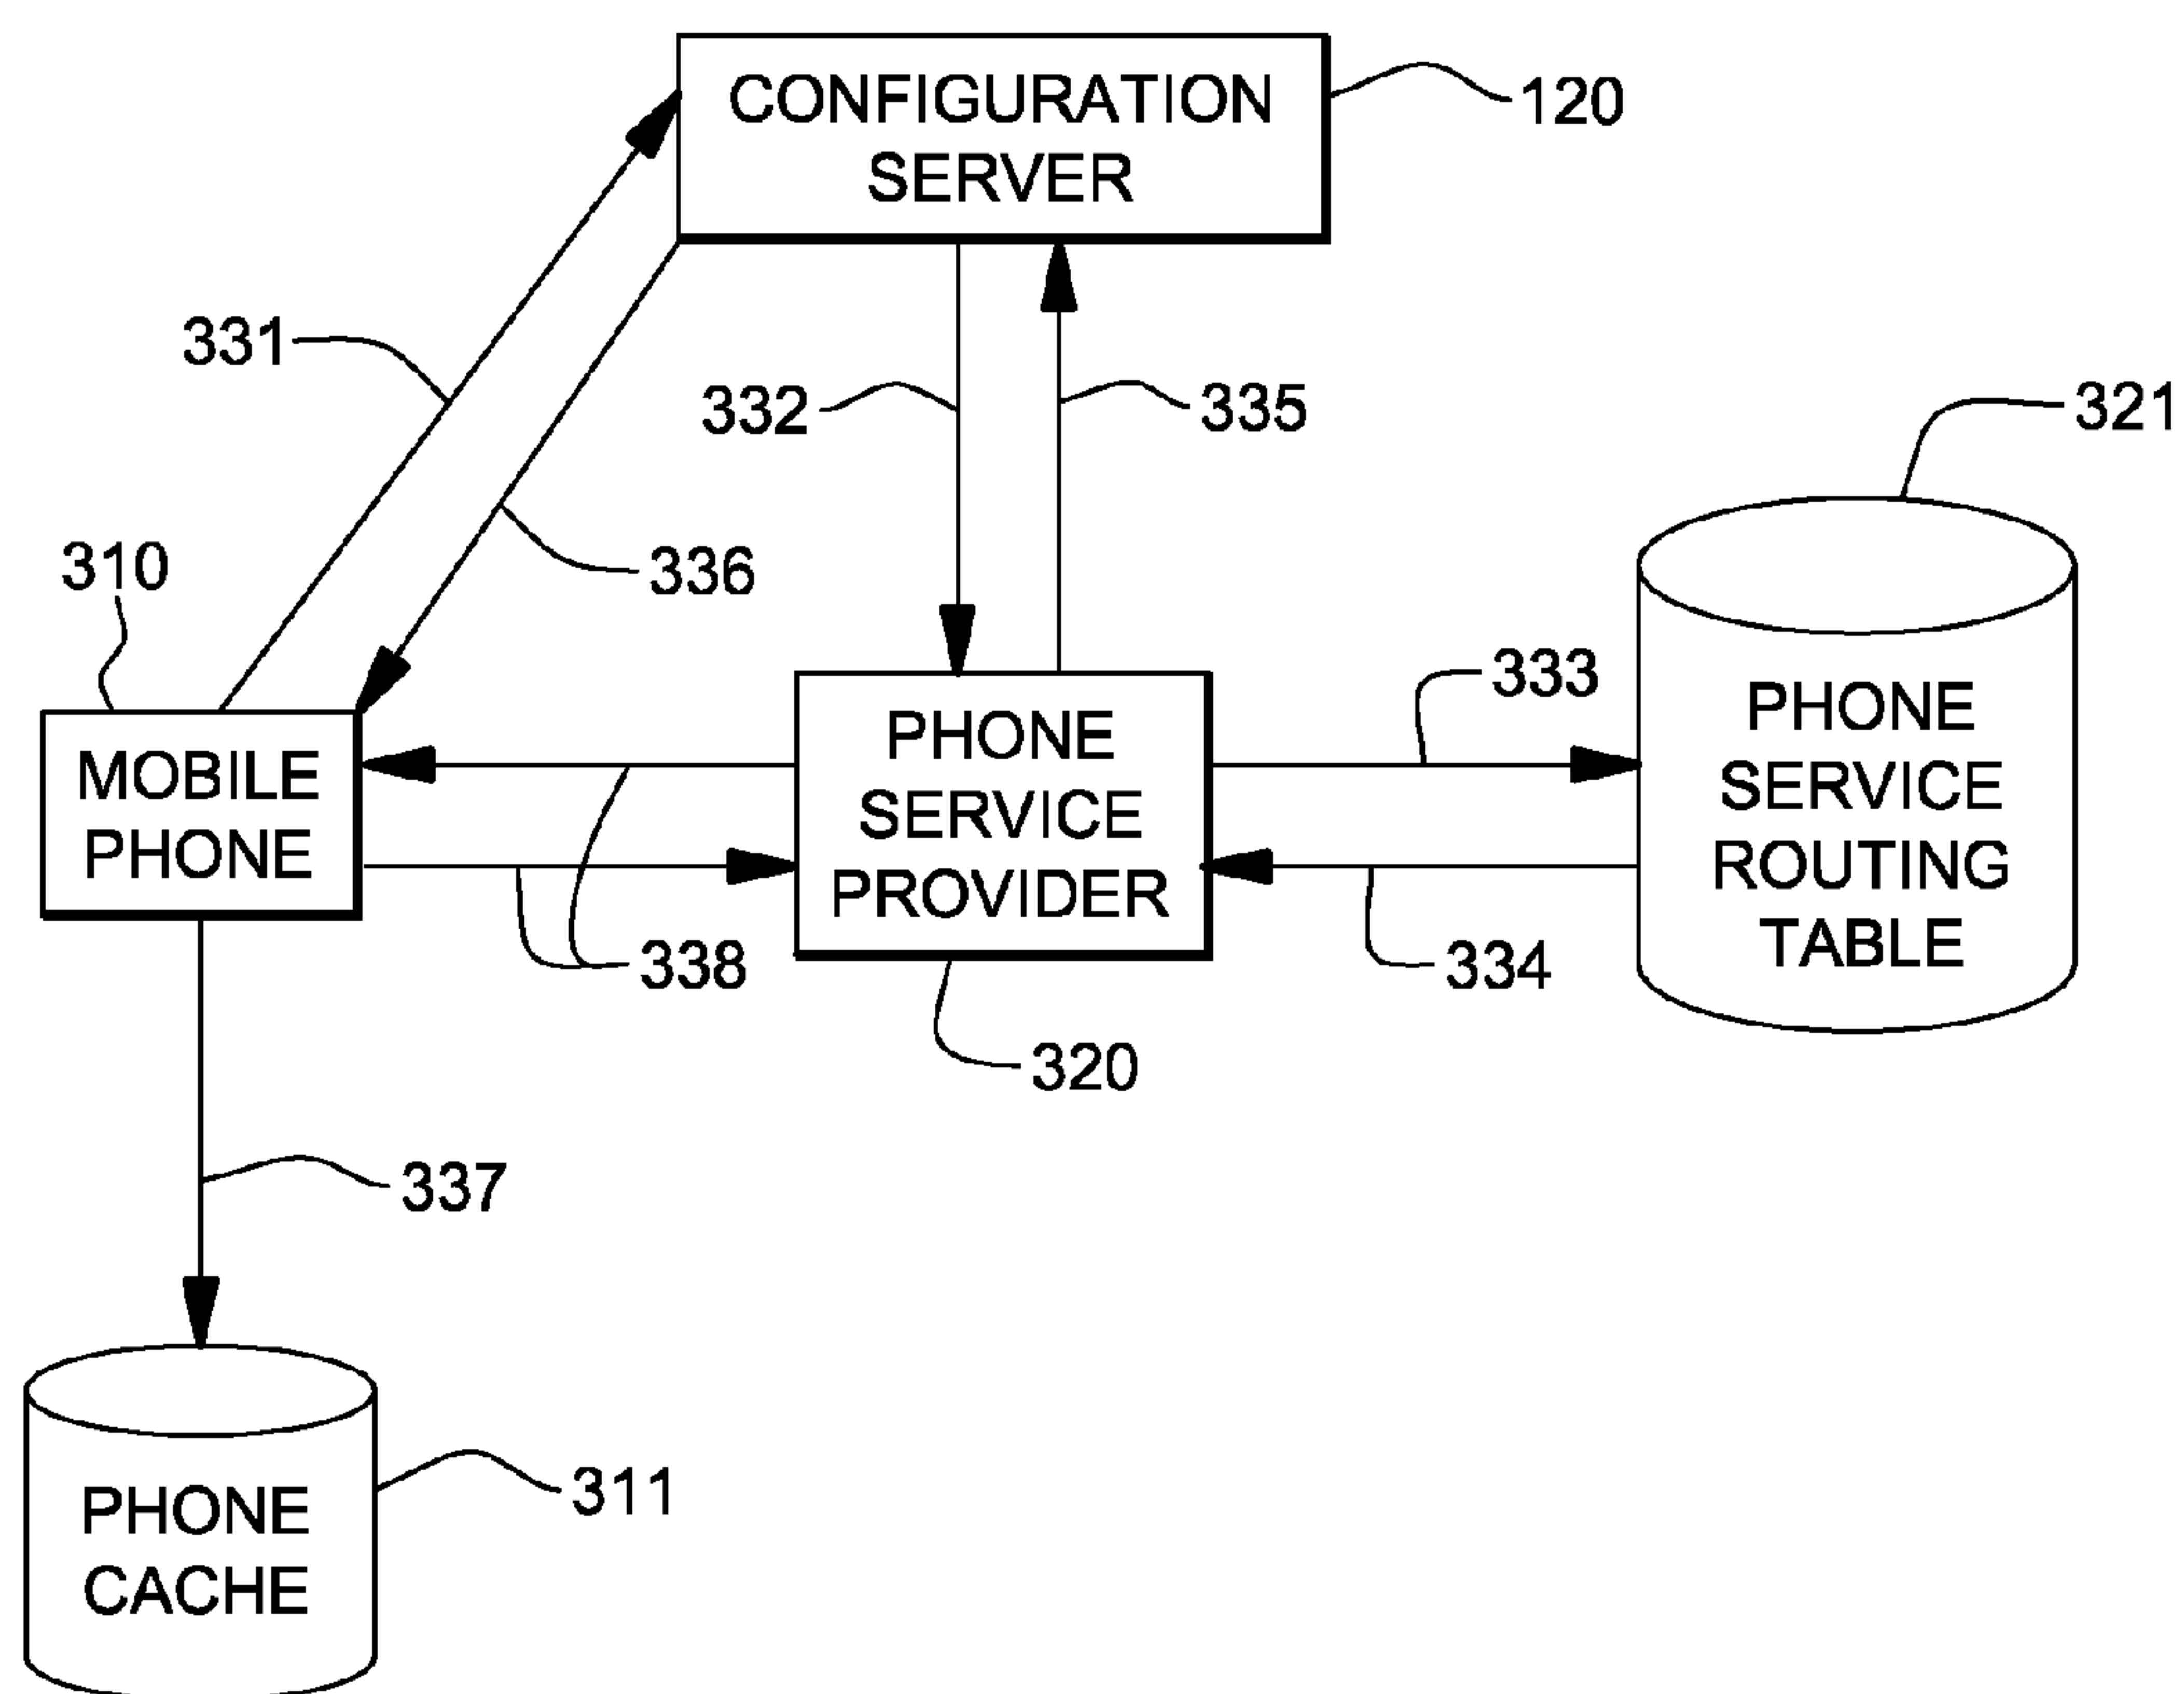 CONFIGURATION
SERVER
120
331
332
335
321
310
336
333
MOBILE
PHONE
PHONE
SERVICE
PROVIDER
PHONE
SERVICE
ROUTING
TABLE
338
334
320
337
311
PHONE
CACHE